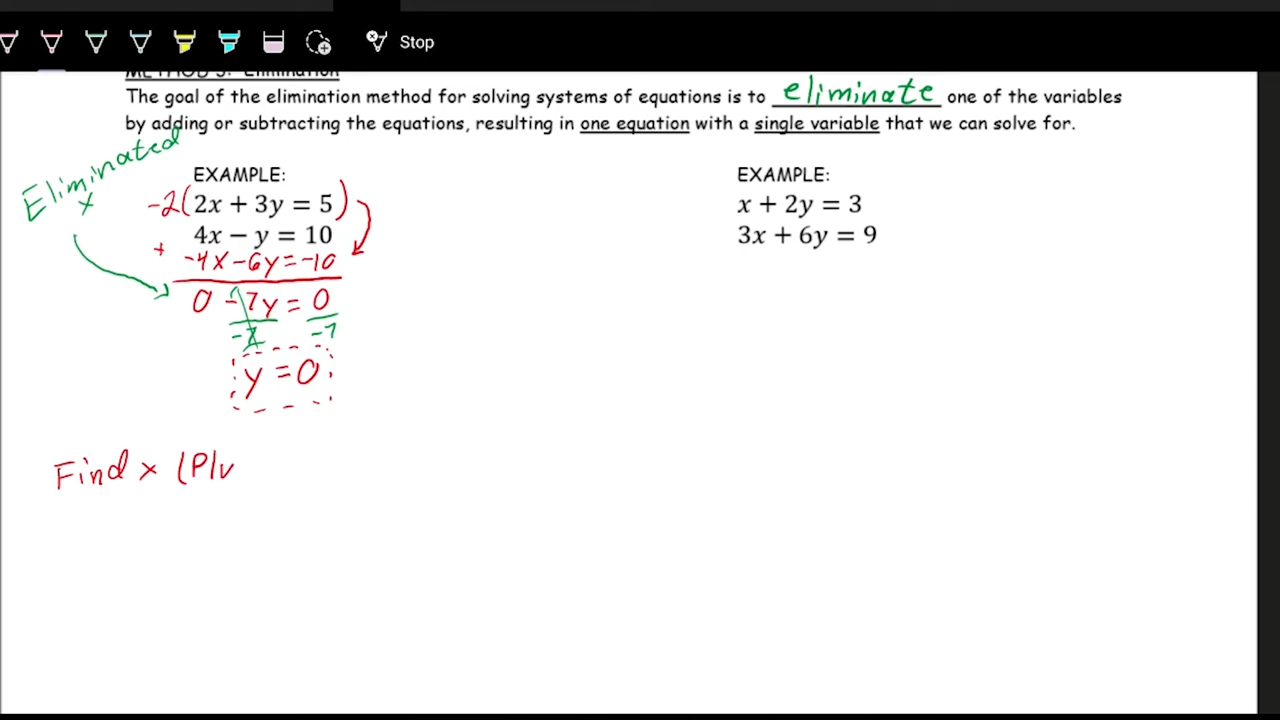 Stop
METHOD 3: Elimination
The goal of the elimination method for solving systems of equations is to eliminate one of the variables
by adding or subtracting the equations, resulting in one equation with a single variable that we can solve for.
Eliminated
x
EXAMPLE:
-2(2x + 3y = 5)
4x − y = 10
+ -4x -6y = -10
0 -7y = 0
-7 -7
y = 0
Find x (Plu
EXAMPLE:
x + 2y = 3
3x + 6y = 9